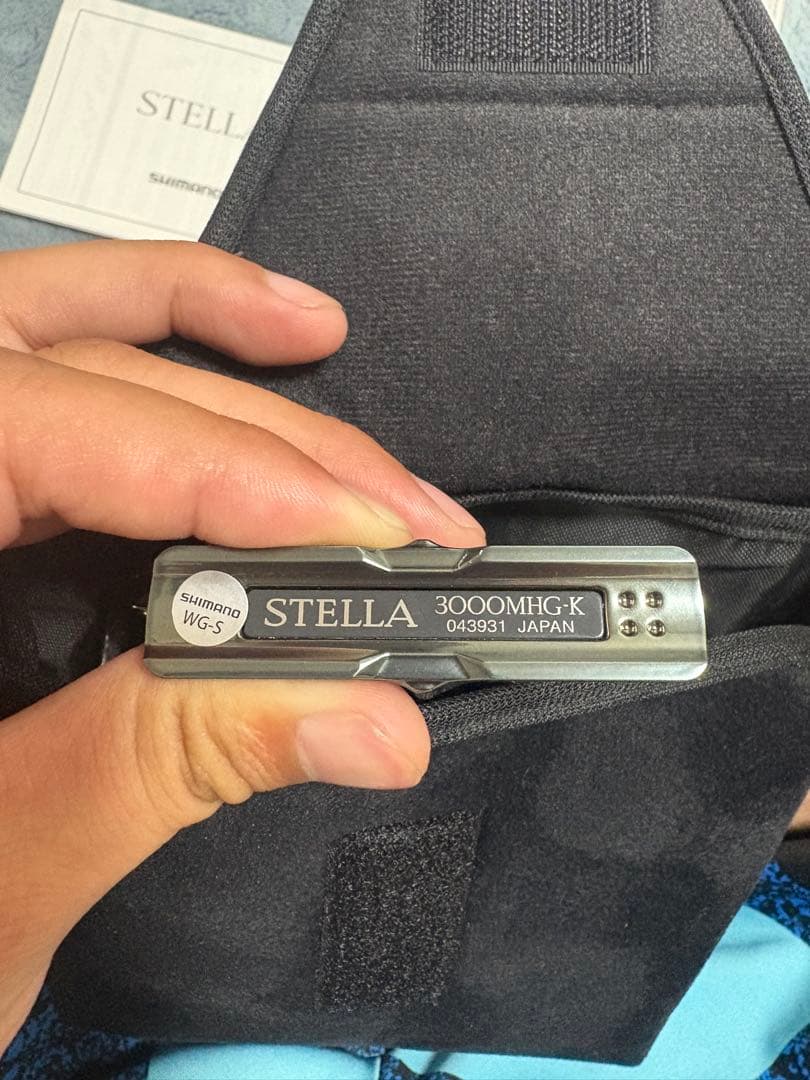 STELLA
SHIMANO
SHIMANO
WG-S
STELLA 3000MHG-K
043931 JAPAN